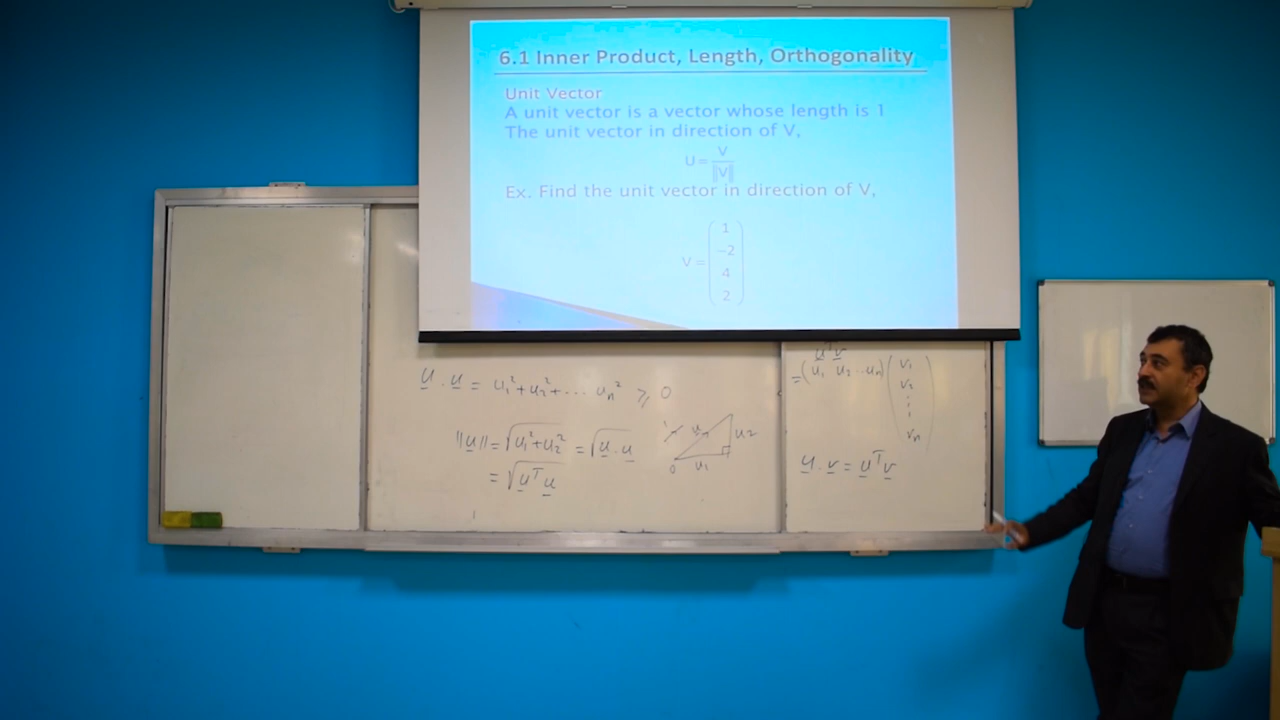 6.1 Inner Product, Length, Orthogonality
Unit Vector
A unit vector is a vector whose length is 1
The unit vector in direction of V,
U = V / ||V||
Ex. Find the unit vector in direction of V,
V = ( 1
-2
4
2 )
u . u = u₁² + u₂² + ... uₙ² ⩾ 0
||u|| = √u₁² + u₂² = √u . u
= √uᵀ u
u₂
0 u₁
uᵀv
= (u₁ u₂ ... uₙ) ( v₁
v₂
⋮
vₙ )
u . v = uᵀ v